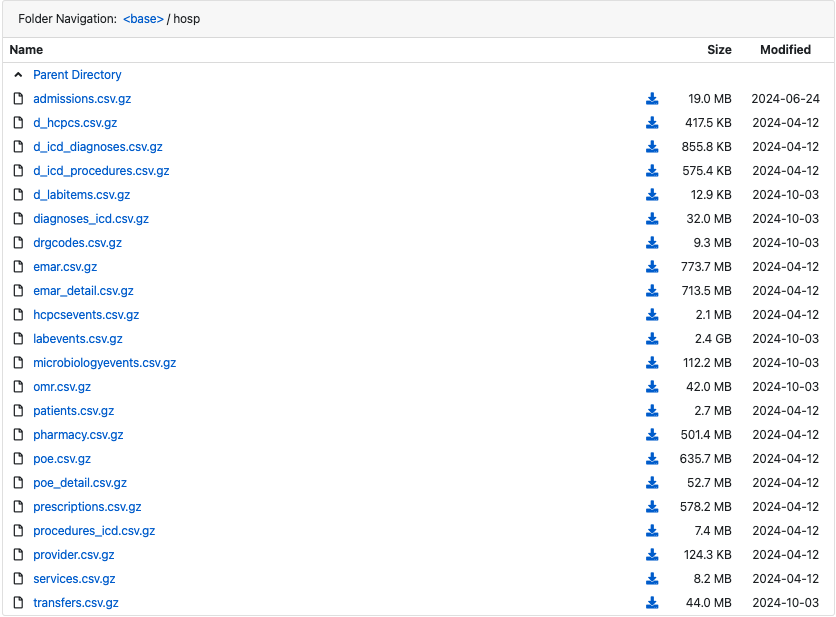 Folder Navigation: <base> / hosp
Name Size Modified
Parent Directory
admissions.csv.gz 19.0 MB 2024-06-24
d_hcpcs.csv.gz 417.5 KB 2024-04-12
d_icd_diagnoses.csv.gz 855.8 KB 2024-04-12
d_icd_procedures.csv.gz 575.4 KB 2024-04-12
d_labitems.csv.gz 12.9 KB 2024-10-03
diagnoses_icd.csv.gz 32.0 MB 2024-10-03
drgcodes.csv.gz 9.3 MB 2024-10-03
emar.csv.gz 773.7 MB 2024-04-12
emar_detail.csv.gz 713.5 MB 2024-04-12
hcpcsevents.csv.gz 2.1 MB 2024-04-12
labevents.csv.gz 2.4 GB 2024-10-03
microbiologyevents.csv.gz 112.2 MB 2024-10-03
omr.csv.gz 42.0 MB 2024-10-03
patients.csv.gz 2.7 MB 2024-04-12
pharmacy.csv.gz 501.4 MB 2024-04-12
poe.csv.gz 635.7 MB 2024-04-12
poe_detail.csv.gz 52.7 MB 2024-04-12
prescriptions.csv.gz 578.2 MB 2024-04-12
procedures_icd.csv.gz 7.4 MB 2024-04-12
provider.csv.gz 124.3 KB 2024-04-12
services.csv.gz 8.2 MB 2024-04-12
transfers.csv.gz 44.0 MB 2024-10-03